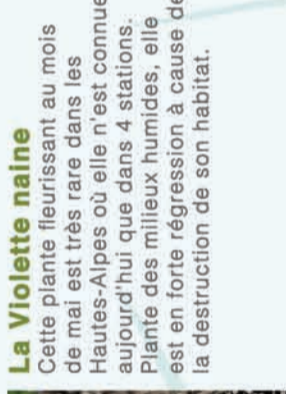 La Violette naine
Cette plante fleurissant au mois
de mai est très rare dans les
Hautes-Alpes où elle n'est connue
aujourd'hui que dans 4 stations.
Plante des milieux humides, elle
est en forte régression à cause de
la destruction de son habitat.